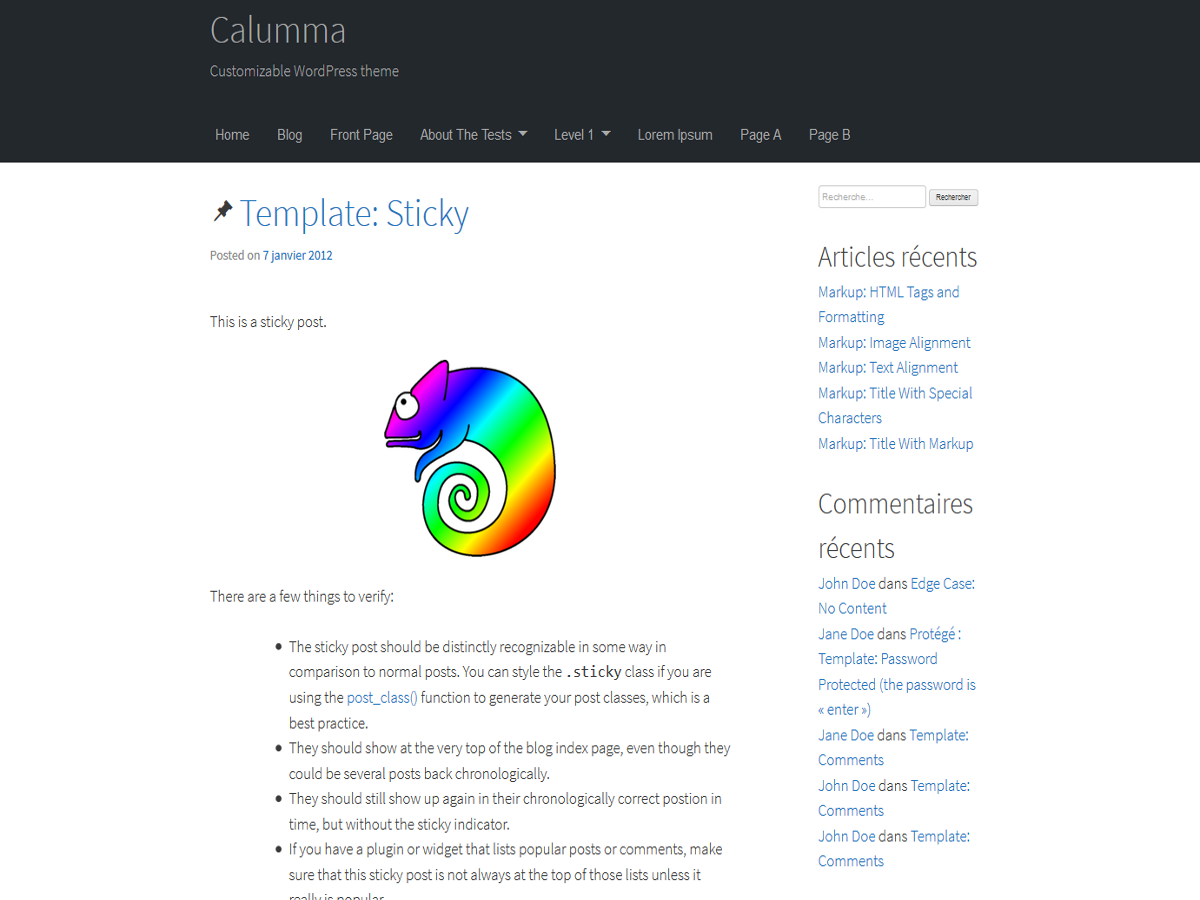 Calumma
Customizable WordPress theme
Home Blog Front Page About The Tests Level 1 Lorem Ipsum Page A Page B
Template: Sticky
Posted on 7 janvier 2012
This is a sticky post.
There are a few things to verify:
The sticky post should be distinctly recognizable in some way in
comparison to normal posts. You can style the .sticky class if you are
using the post_class() function to generate your post classes, which is a
best practice.
They should show at the very top of the blog index page, even though they
could be several posts back chronologically.
They should still show up again in their chronologically correct postion in
time, but without the sticky indicator.
If you have a plugin or widget that lists popular posts or comments, make
sure that this sticky post is not always at the top of those lists unless it
really is popular.
Recherche... Rechercher
Articles récents
Markup: HTML Tags and
Formatting
Markup: Image Alignment
Markup: Text Alignment
Markup: Title With Special
Characters
Markup: Title With Markup
Commentaires
récents
John Doe dans Edge Case:
No Content
Jane Doe dans Protégé :
Template: Password
Protected (the password is
« enter »)
Jane Doe dans Template:
Comments
John Doe dans Template:
Comments
John Doe dans Template:
Comments